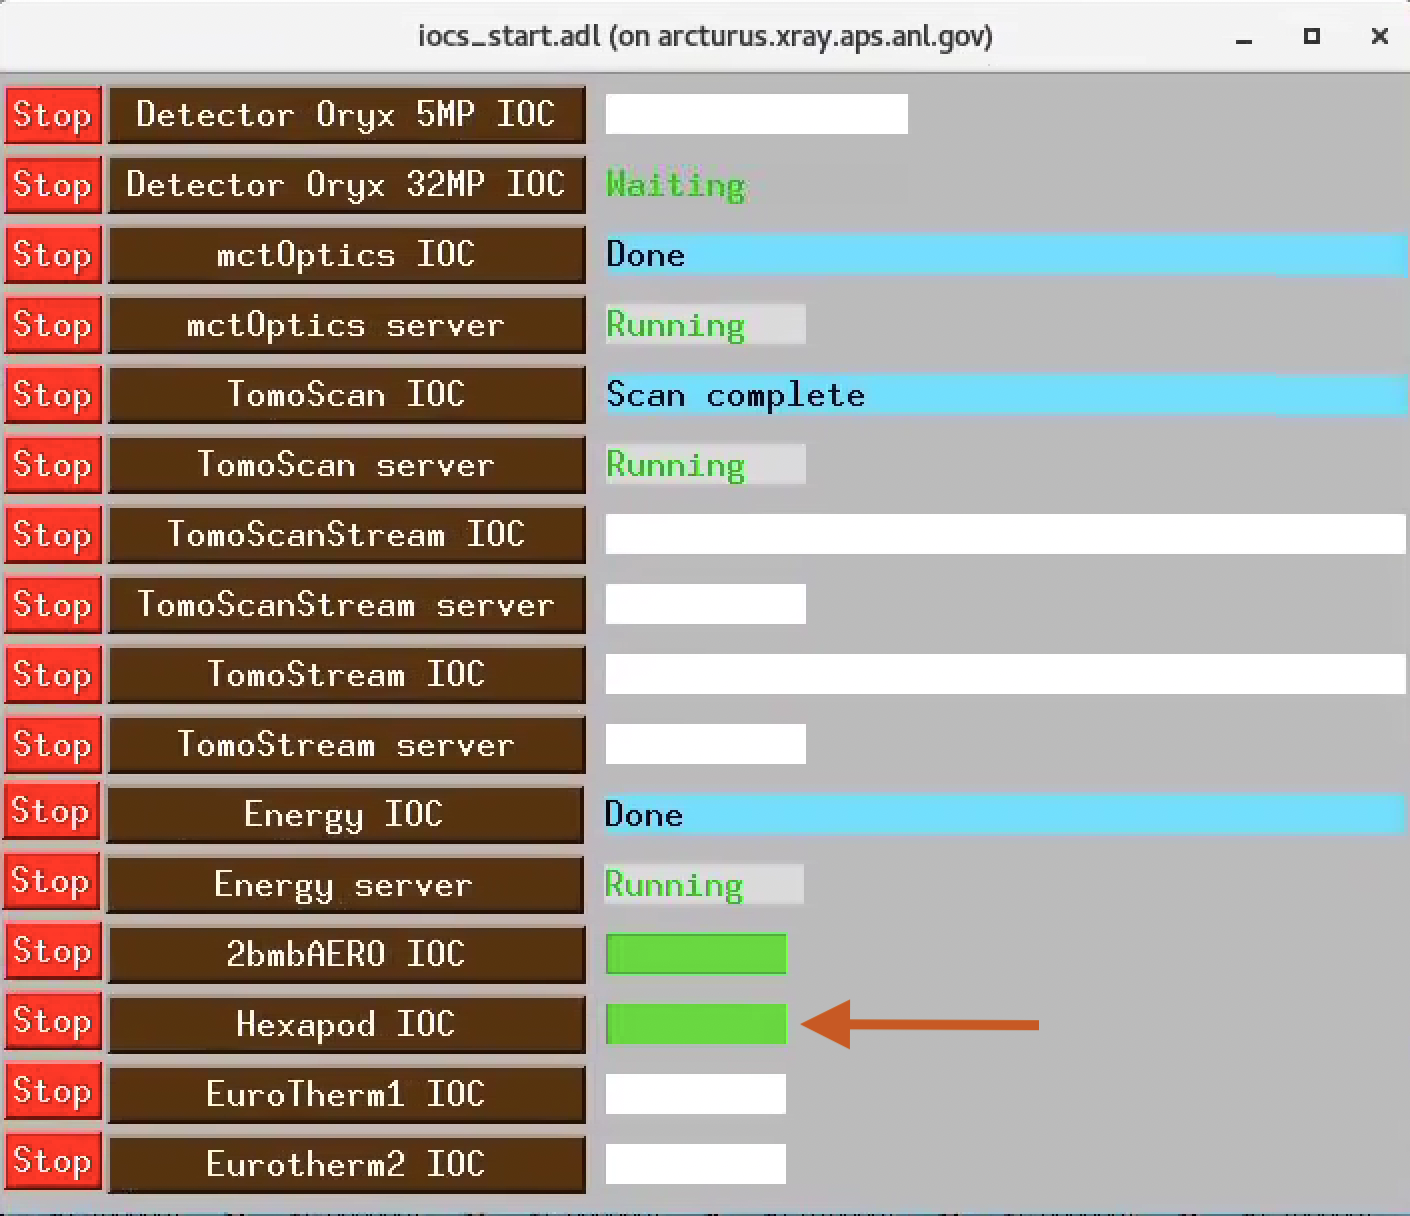 iocs_start.adl (on arcturus.xray.aps.anl.gov)
Stop Detector Oryx 5MP IOC
Stop Detector Oryx 32MP IOC Waiting
Stop mctOptics IOC Done
Stop mctOptics server Running
Stop TomoScan IOC Scan complete
Stop TomoScan server Running
Stop TomoScanStream IOC
Stop TomoScanStream server
Stop TomoStream IOC
Stop TomoStream server
Stop Energy IOC Done
Stop Energy server Running
Stop 2bmbAERO IOC
Stop Hexapod IOC
Stop EuroTherm1 IOC
Stop Eurotherm2 IOC